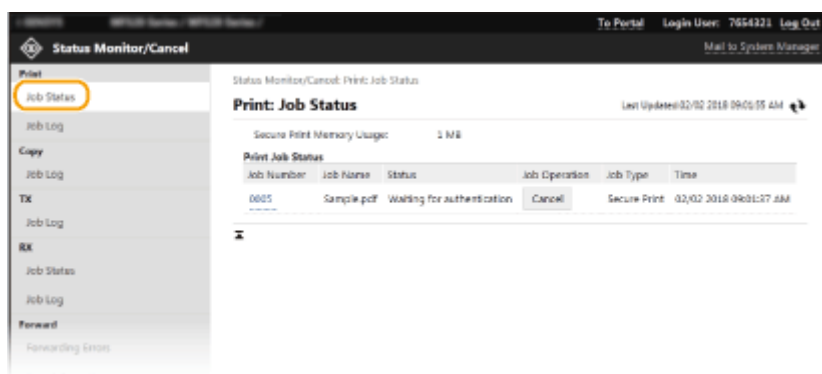 To Portal Login User: 7654321 Log Out
Status Monitor/Cancel
Mail to System Manager
Print
Job Status
Job Log
Copy
Job Log
TX
Job Log
RX
Job Status
Job Log
Forward
Forwarding Errors
Status Monitor/Cancel: Print: Job Status
Print: Job Status
Last Updated:02/02 2018 09:01:55 AM
Secure Print Memory Usage: 1 MB
Print Job Status
Job Number Job Name Status Job Operation Job Type Time
0005 Sample.pdf Waiting for authentication Cancel Secure Print 02/02 2018 09:01:37 AM